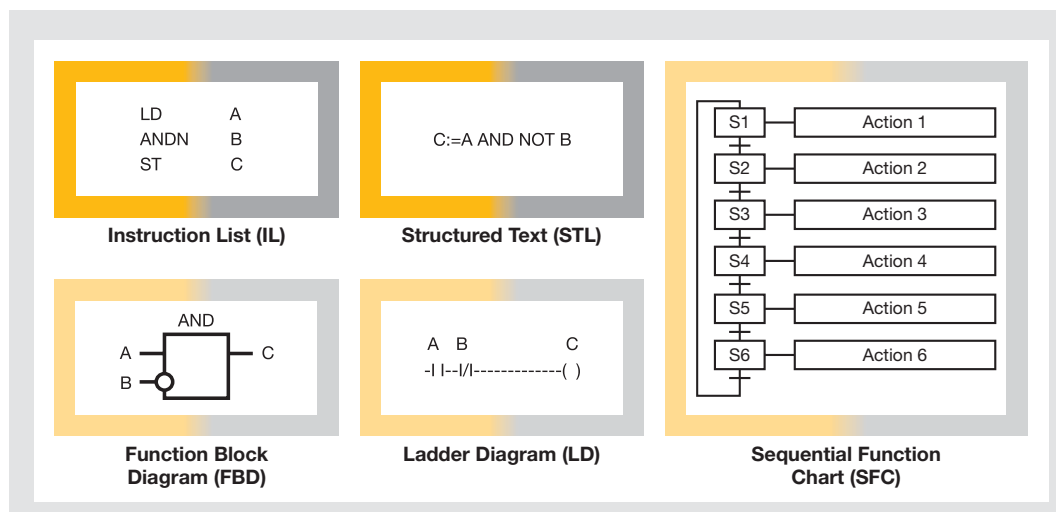 LD A
ANDN B
ST C
Instruction List (IL)
C:=A AND NOT B
Structured Text (STL)
AND
A
B
C
Function Block
Diagram (FBD)
A B C
-I I--I/I-------------( )
Ladder Diagram (LD)
S1 Action 1
S2 Action 2
S3 Action 3
S4 Action 4
S5 Action 5
S6 Action 6
Sequential Function
Chart (SFC)